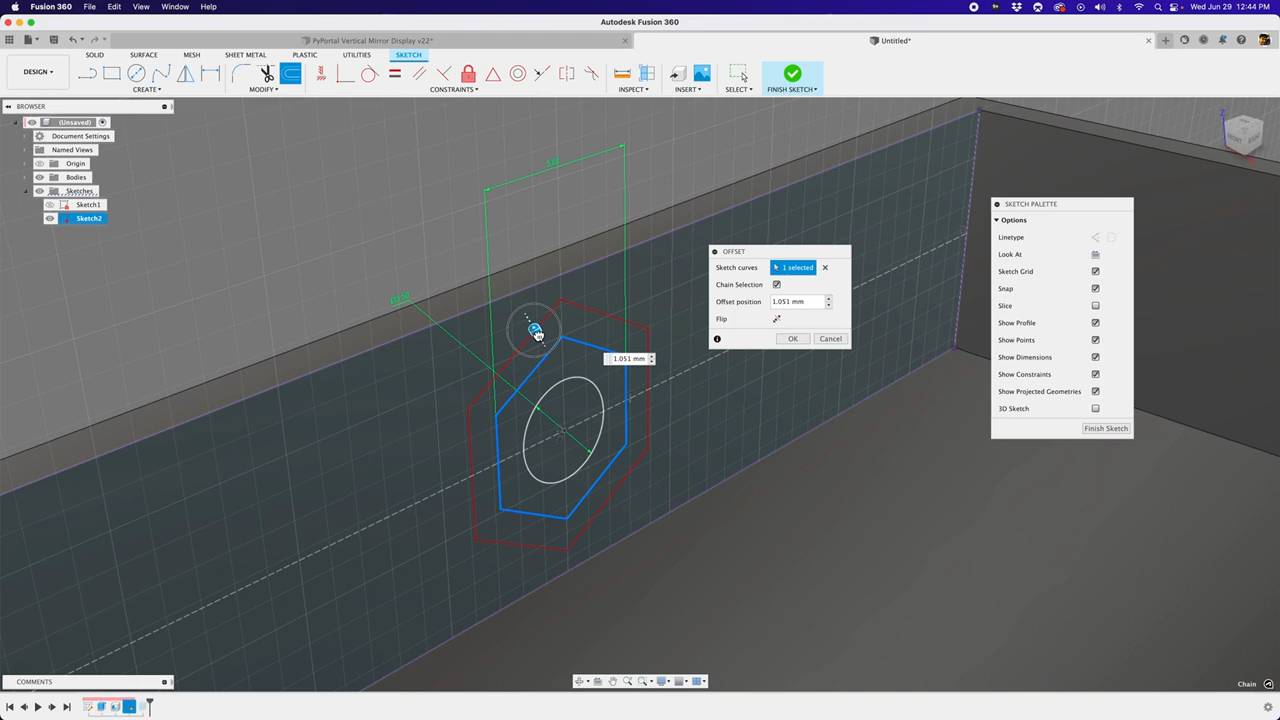 Fusion 360 File Edit View Window Help
Wed Jun 29 12:44 PM
Autodesk Fusion 360
PyPortal Vertical Mirror Display v22*
Untitled*
SOLID SURFACE MESH SHEET METAL PLASTIC UTILITIES SKETCH
DESIGN
CREATE MODIFY CONSTRAINTS INSPECT INSERT SELECT FINISH SKETCH
BROWSER
(Unsaved)
Document Settings
Named Views
Origin
Bodies
Sketches
Sketch1
Sketch2
Z
FRONT
SKETCH PALETTE
Options
Linetype
Look At
Sketch Grid
Snap
Slice
Show Profile
Show Points
Show Dimensions
Show Constraints
Show Projected Geometries
3D Sketch
Finish Sketch
OFFSET
Sketch curves 1 selected
Chain Selection
Offset position 1.051 mm
Flip
OK Cancel
1.051 mm
COMMENTS
Chain